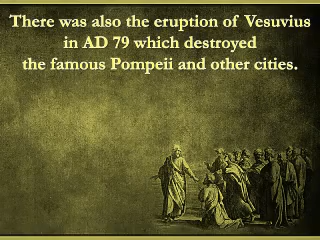 There was also the eruption of Vesuvius
in AD 79 which destroyed
the famous Pompeii and other cities.